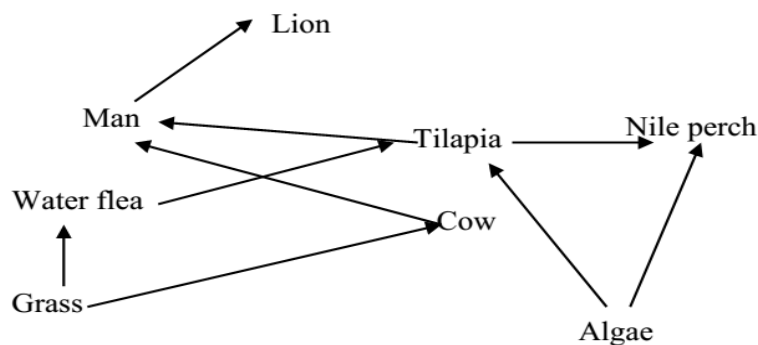 Lion
Man
Tilapia
Nile perch
Water flea
Cow
Grass
Algae